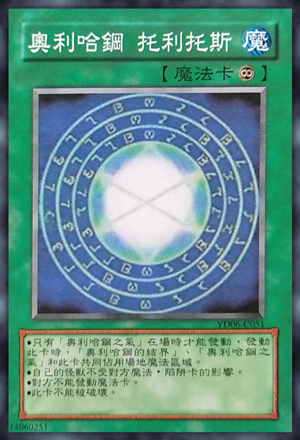 奧利哈鋼 托利托斯 魔
【魔法卡∞】
YD06-C051
•只有「奧利哈鋼之氣」在場時才能發動，發動
此卡時，「奧利哈鋼的結界」、「奧利哈鋼之
氣」和此卡共同佔用場地魔法區域。
•自己的怪獸不受對方魔法、陷阱卡的影響。
•對方不能發動魔法卡。
•此卡不能被破壞。
14060251